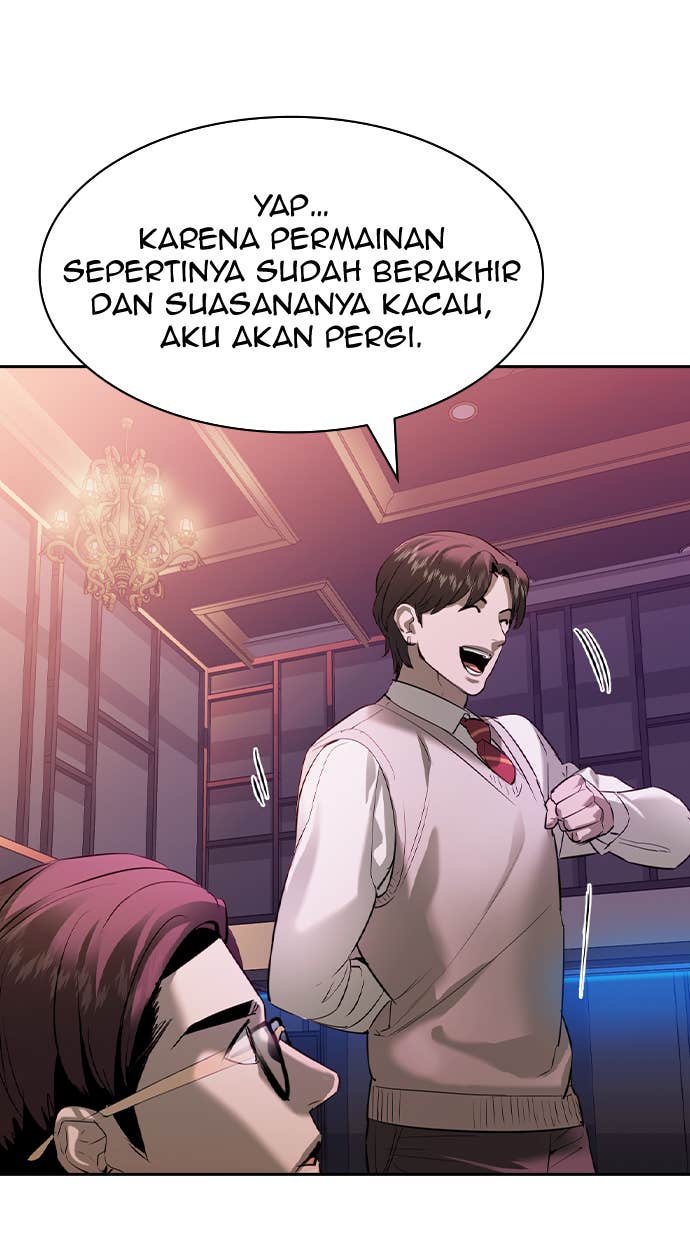 YAP...
KARENA PERMAINAN
SEPERTINYA SUDAH BERAKHIR
DAN SUASANANYA KACAU,
AKU AKAN PERGI.